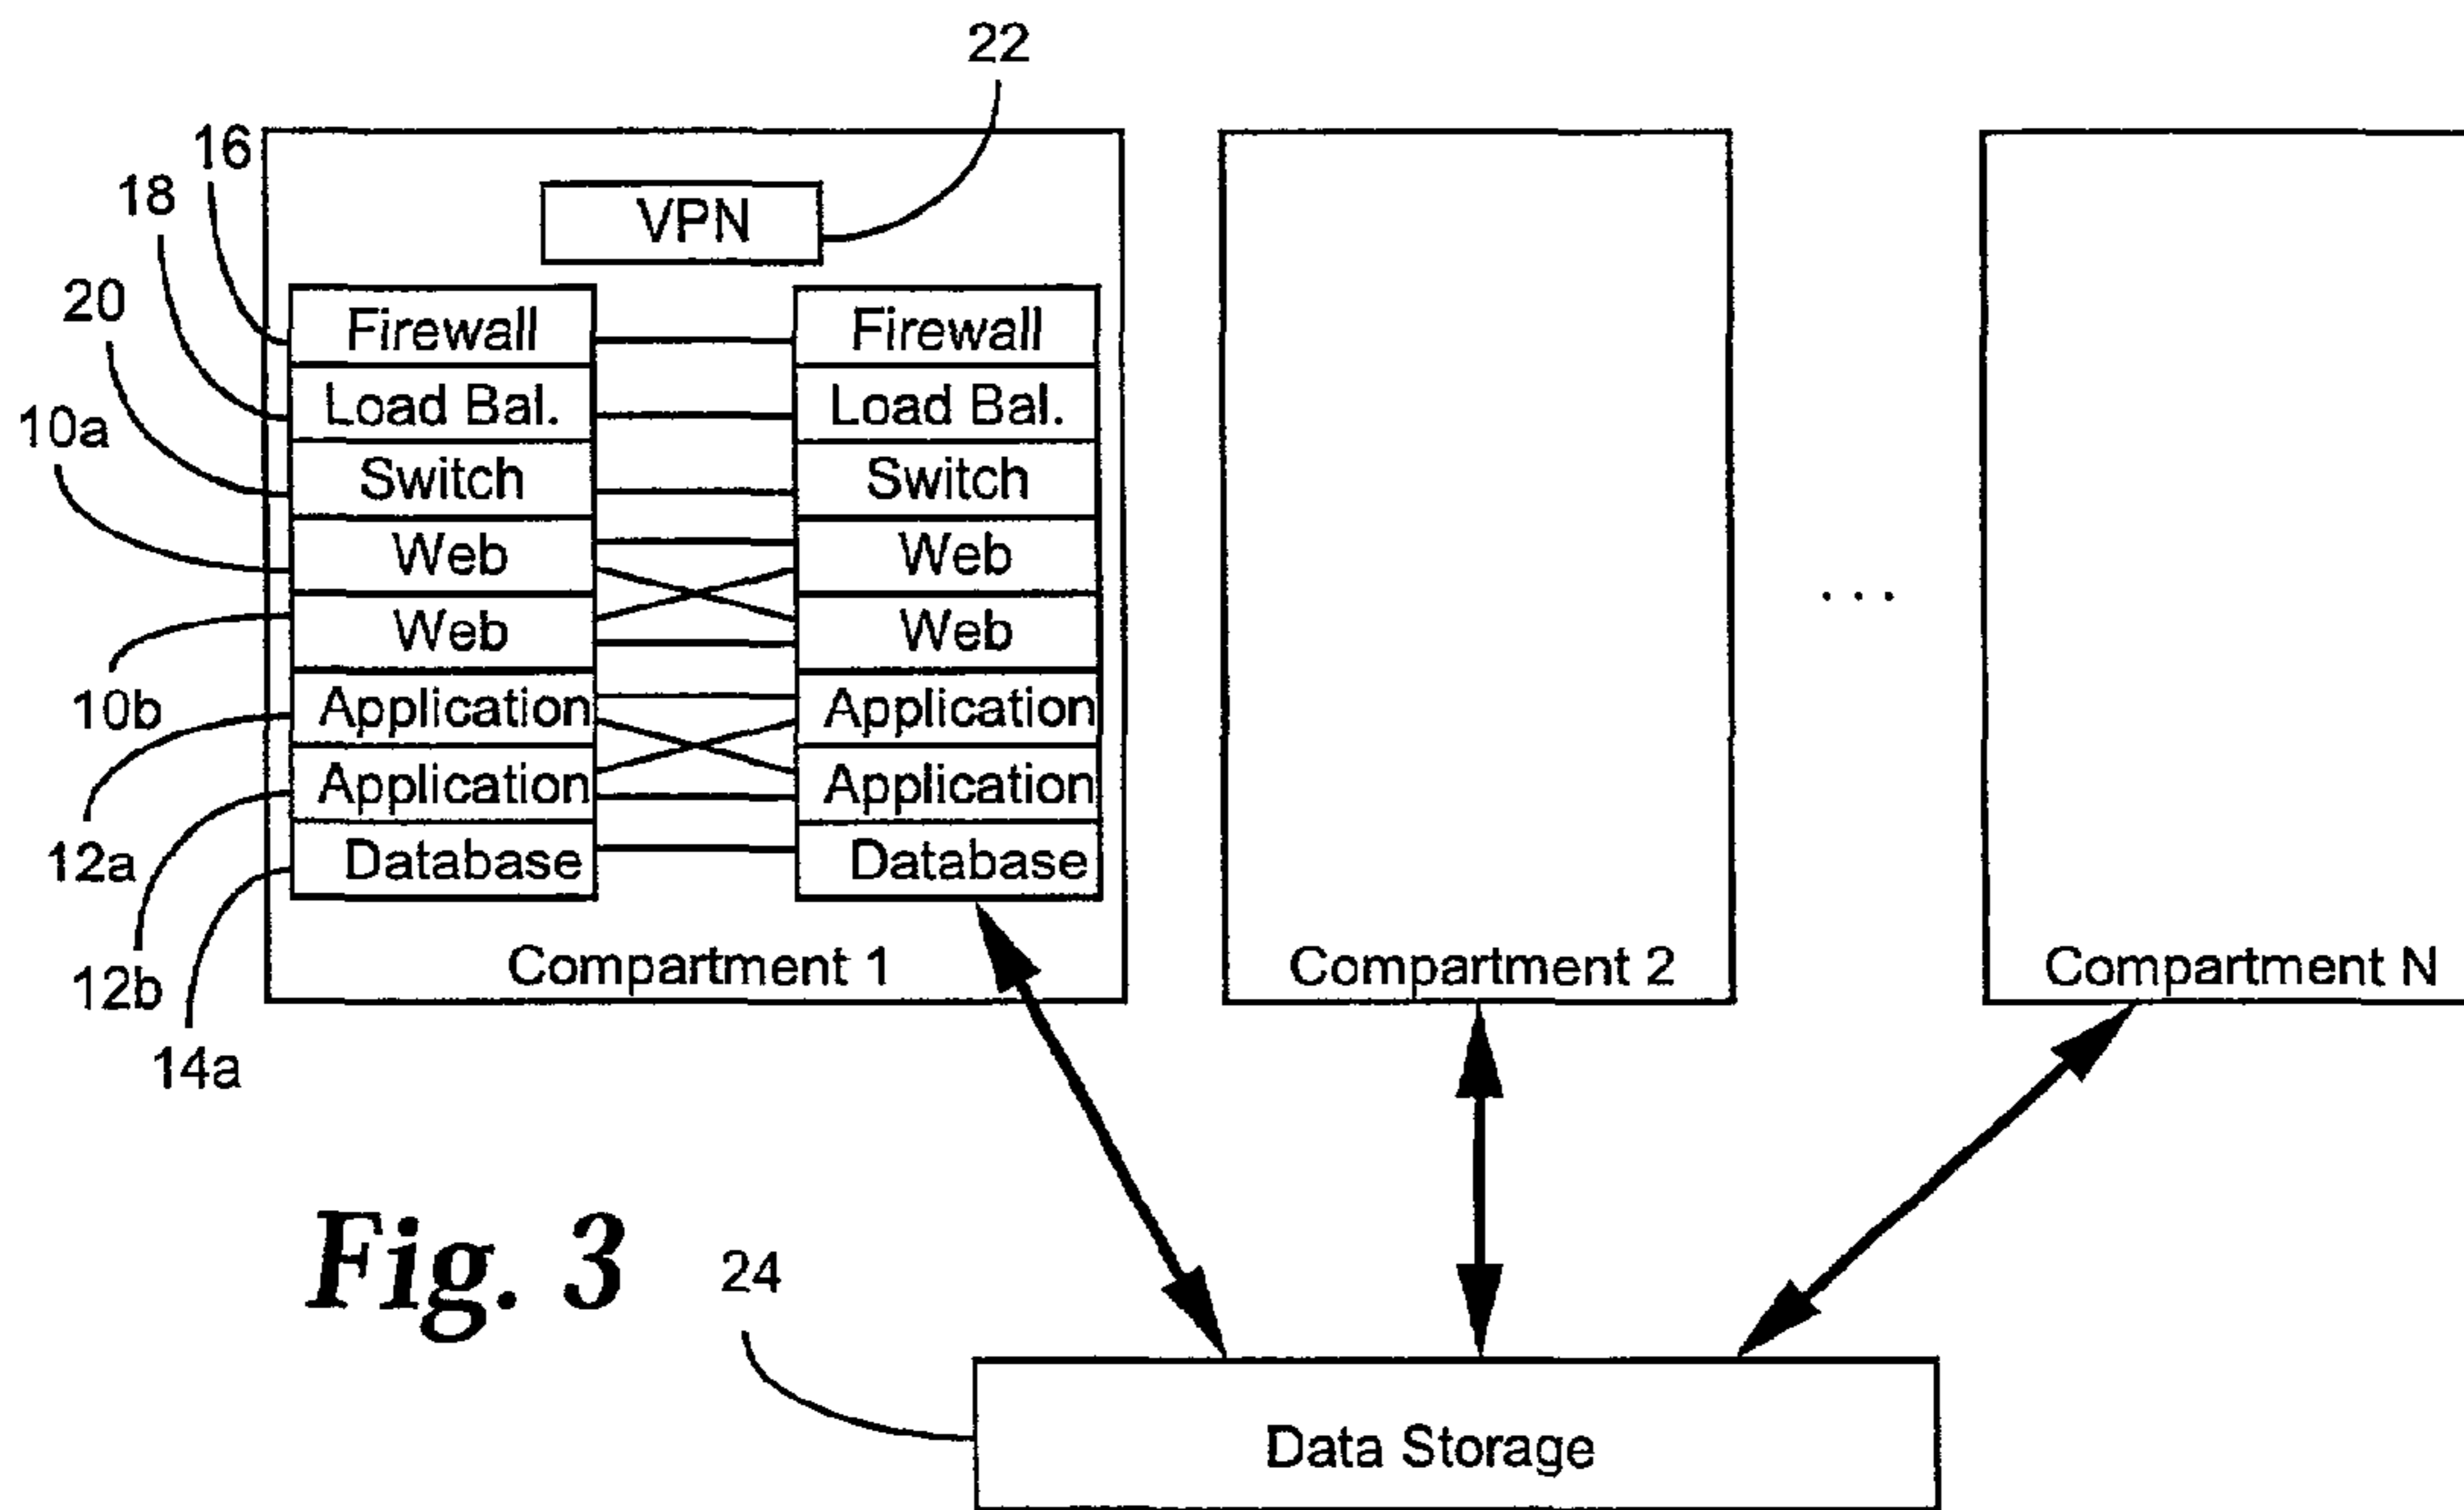 22
16
VPN
18
20
Firewall Firewall
Load Bal. Load Bal.
10a
Switch Switch
Web Web
. . .
Web Web
10b
Application Application
Application Application
12a
Database Database
12b
Compartment 1 Compartment 2 Compartment N
14a
Fig. 3
24
Data Storage